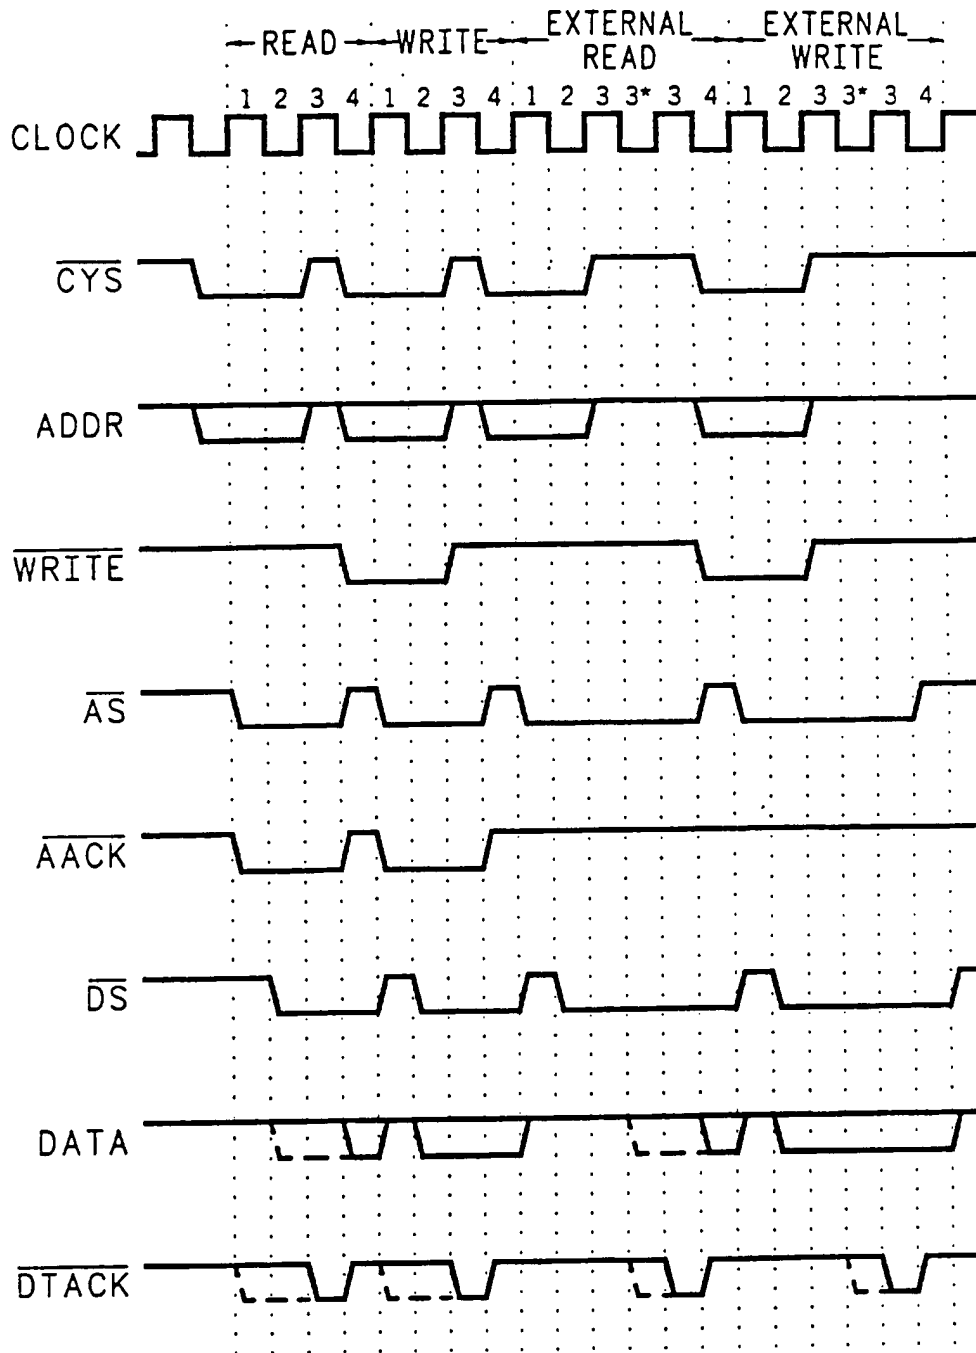 READ WRITE EXTERNAL READ EXTERNAL WRITE
1 2 3 4 1 2 3 4 1 2 3 3* 3 4 1 2 3 3* 3 4
CLOCK
CYS
ADDR
WRITE
AS
AACK
DS
DATA
DTACK